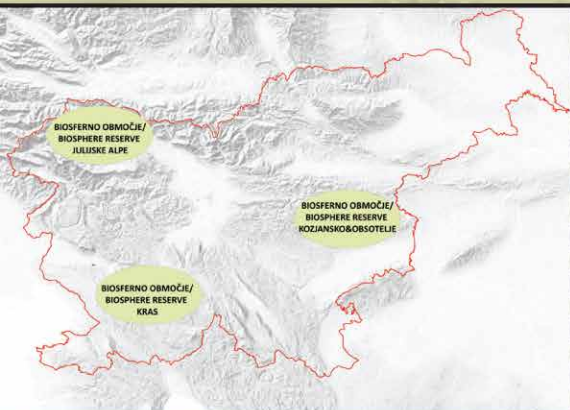 BIOSFERNO OBMOČJE/
BIOSPHERE RESERVE
JULIJSKE ALPE
BIOSFERNO OBMOČJE/
BIOSPHERE RESERVE
KOZJANSKO&OBSOTELJE
BIOSFERNO OBMOČJE/
BIOSPHERE RESERVE
KRAS